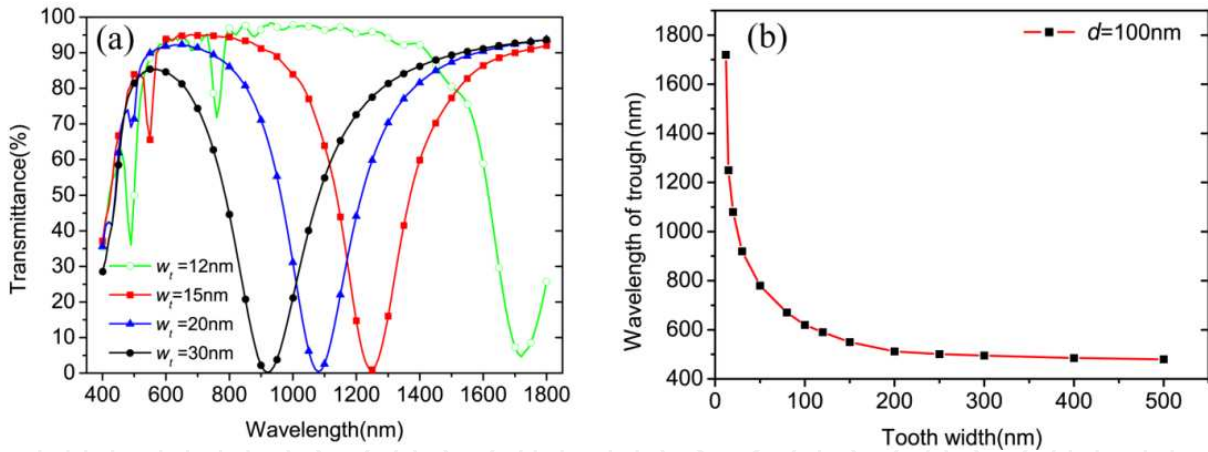 (a)
Transmittance(%)
100
90
80
70
60
50
40
30
20
10
0
w_t =12nm
w_t =15nm
w_t =20nm
w_t =30nm
400 600 800 1000 1200 1400 1600 1800
Wavelength(nm)
(b)
d=100nm
Wavelength of trough(nm)
1800
1600
1400
1200
1000
800
600
400
0 100 200 300 400 500
Tooth width(nm)